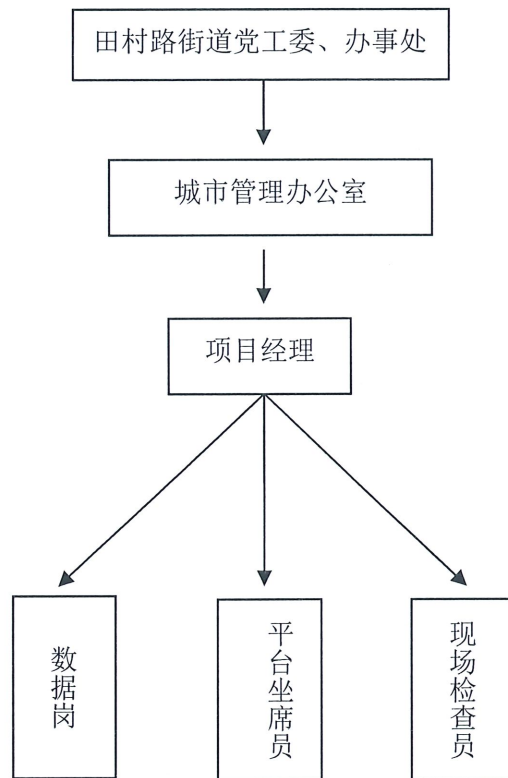 田村路街道党工委、办事处
城市管理办公室
项目经理
数据岗
平台坐席员
现场检查员